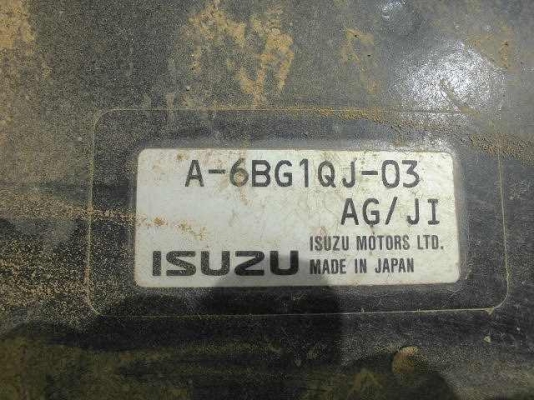 A-6BG1QJ-03
AG/JI
ISUZU
ISUZU MOTORS LTD.
MADE IN JAPAN